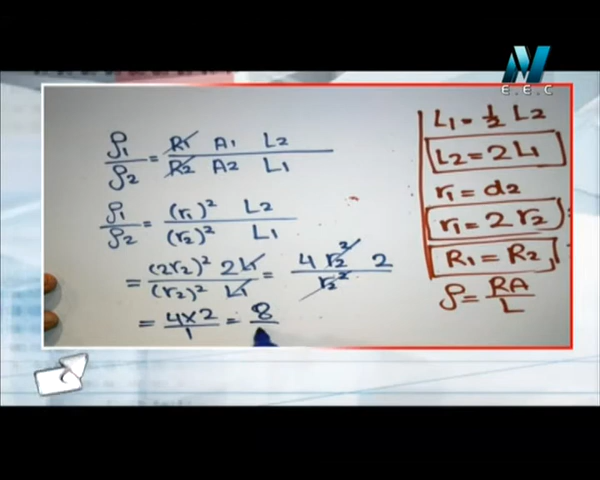 N
E.E.C
ρ1/ρ2 = R1 A1 L2 / R2 A2 L1
ρ1/ρ2 = (r1)² L2 / (r2)² L1
= (2r2)² 2L1 / (r2)² L1 = 4 r2² 2 / r2²
= 4×2 / 1 = 8
L1 = 1/2 L2
L2 = 2L1
r1 = d2
r1 = 2 r2
R1 = R2
ρ = RA / L